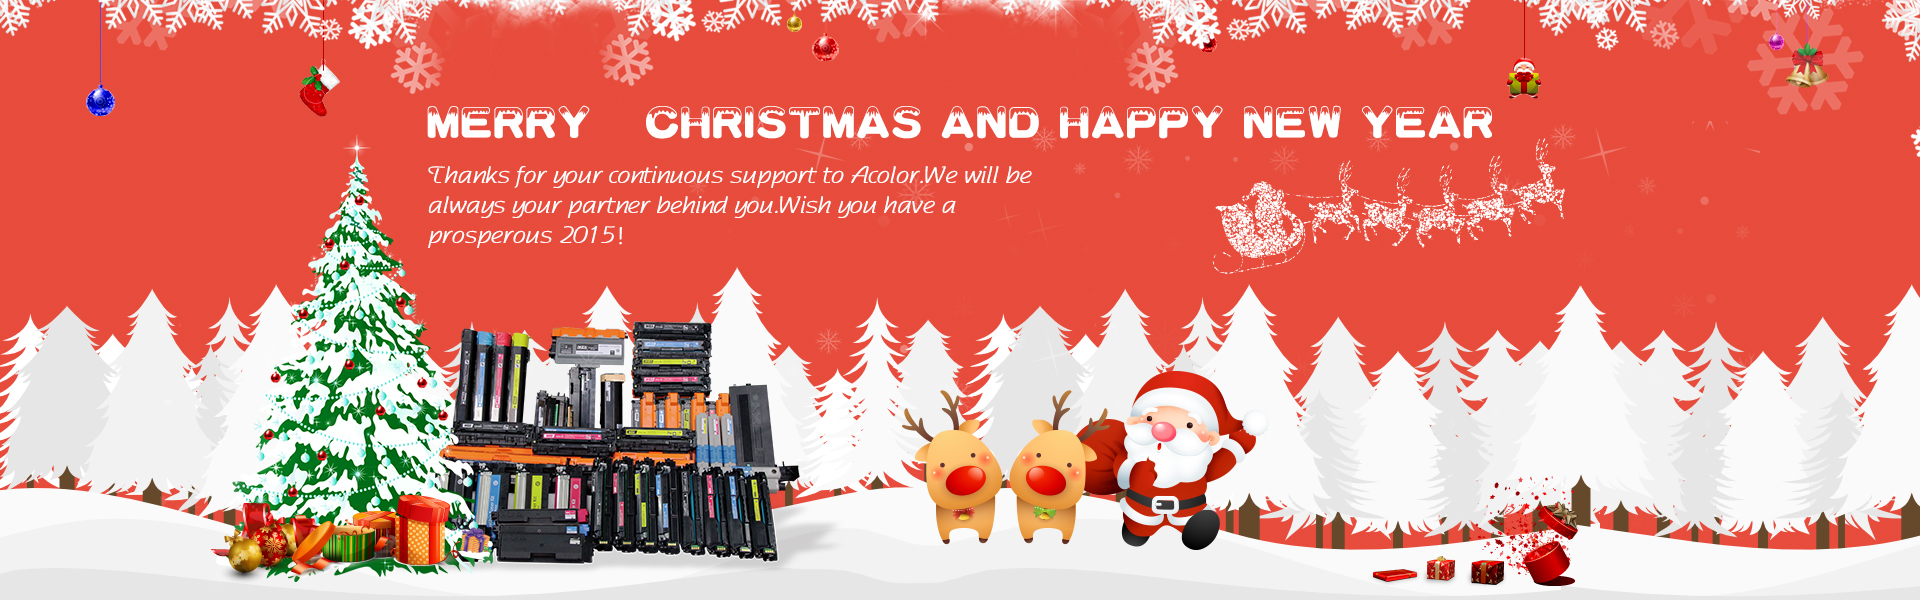 MERRY CHRISTMAS AND HAPPY NEW YEAR
Thanks for your continuous support to Acolor.We will be
always your partner behind you.Wish you have a
prosperous 2015!